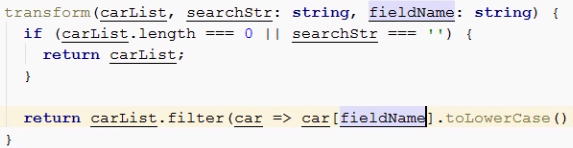 transform(carList, searchStr: string, fieldName: string) {
if (carList.length === 0 || searchStr === '') {
return carList;
}
return carList.filter(car => car[fieldName].toLowerCase()
}